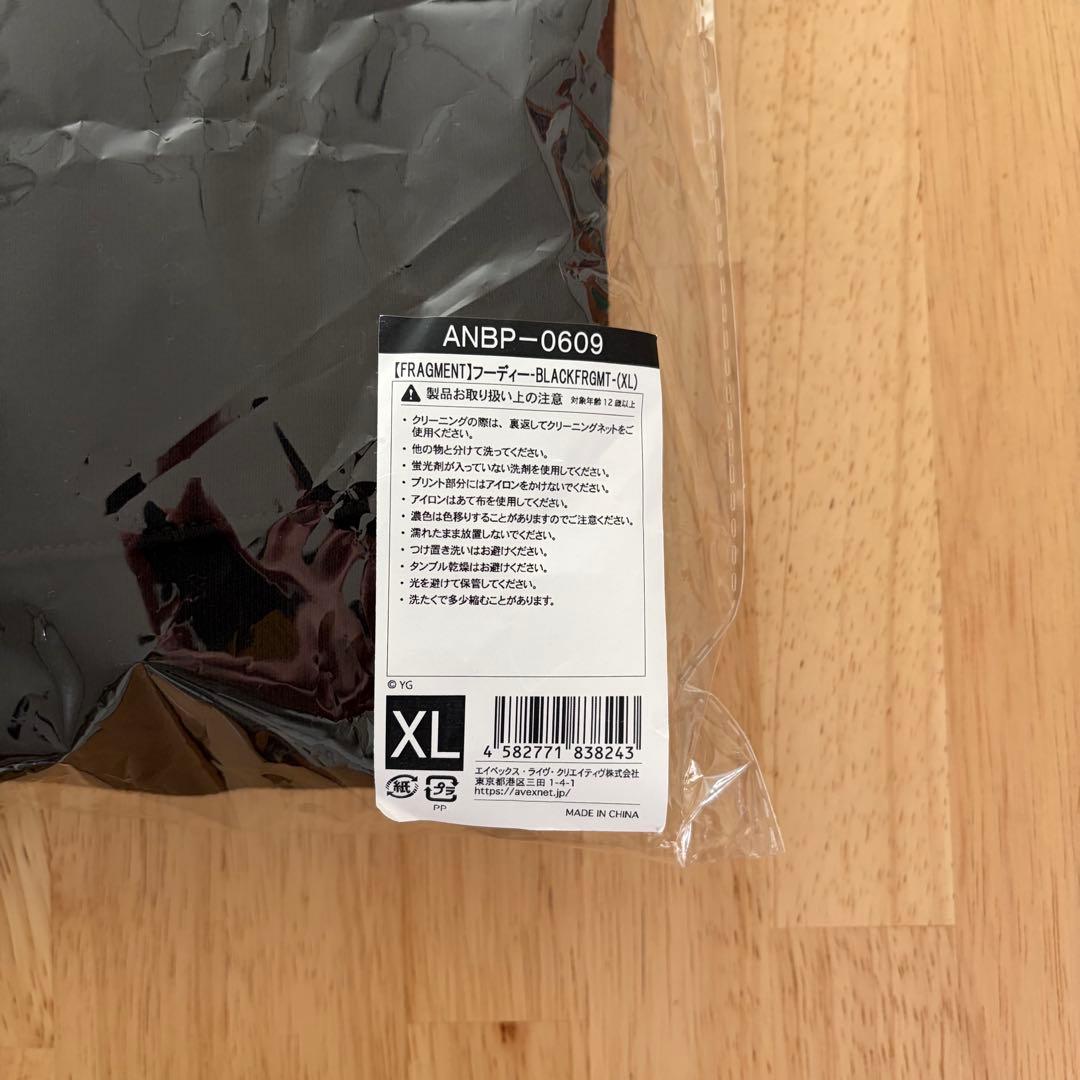 ANBP-0609
【FRAGMENT】フーディー-BLACKFRGMT-(XL)
製品お取り扱い上の注意 対象年齢12歳以上
・クリーニングの際は、裏返してクリーニングネットをご
使用ください。
・他の物と分けて洗ってください。
・蛍光剤が入っていない洗剤を使用してください。
・プリント部分にはアイロンをかけないでください。
・アイロンはあて布を使用してください。
・濃色は色移りすることがありますのでご注意ください。
・濡れたまま放置しないでください。
・つけ置き洗いはお避けください。
・タンブル乾燥はお避けください。
・光を避けて保管してください。
・洗たくで多少縮むことがあります。
© YG
XL
4 582771 838243
エイベックス・ライヴ・クリエイティヴ株式会社
東京都港区三田 1-4-1
https://avexnet.jp/
紙 プラ
PP
MADE IN CHINA